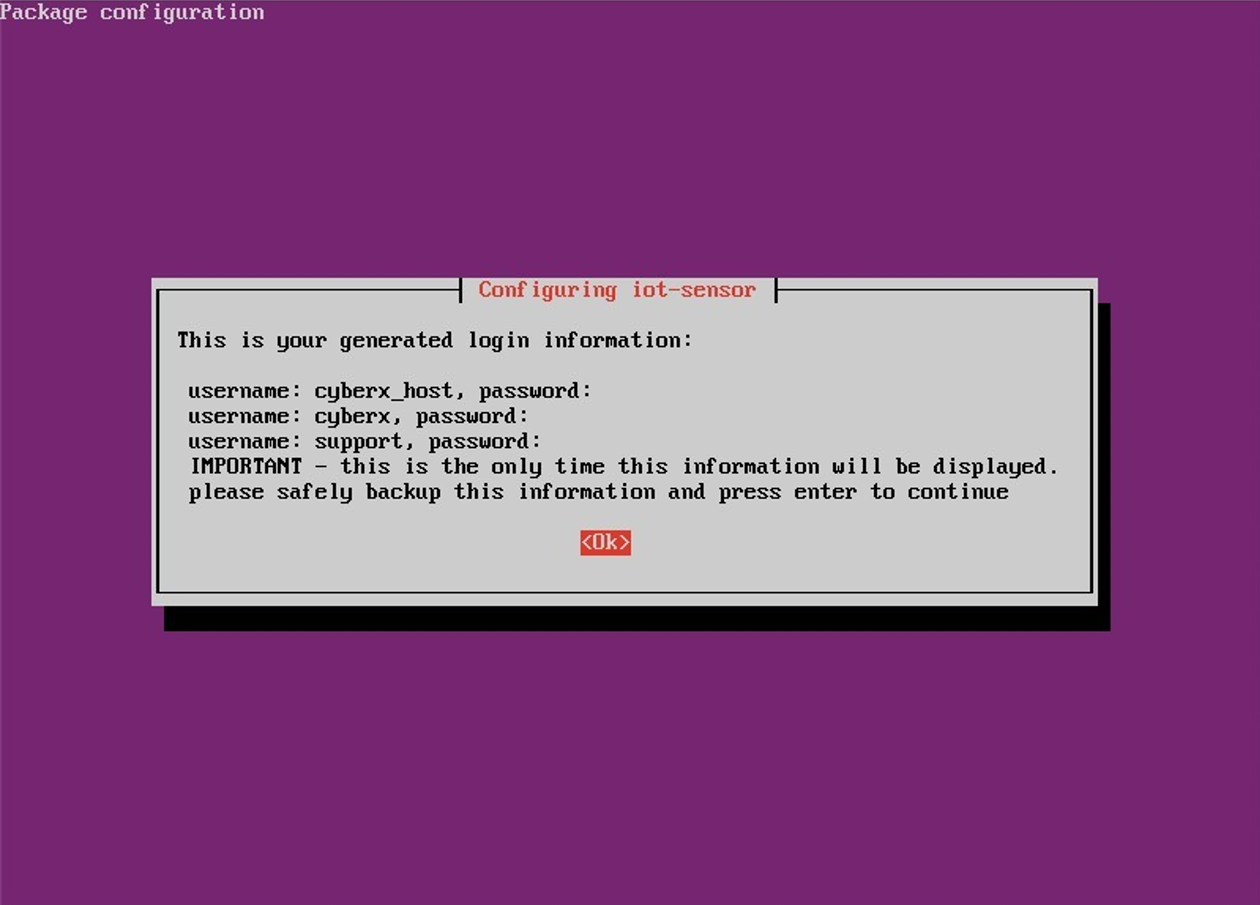 Package configuration
Configuring iot-sensor
This is your generated login information:
username: cyberx_host, password:
username: cyberx, password:
username: support, password:
IMPORTANT - this is the only time this information will be displayed.
please safely backup this information and press enter to continue
<Ok>